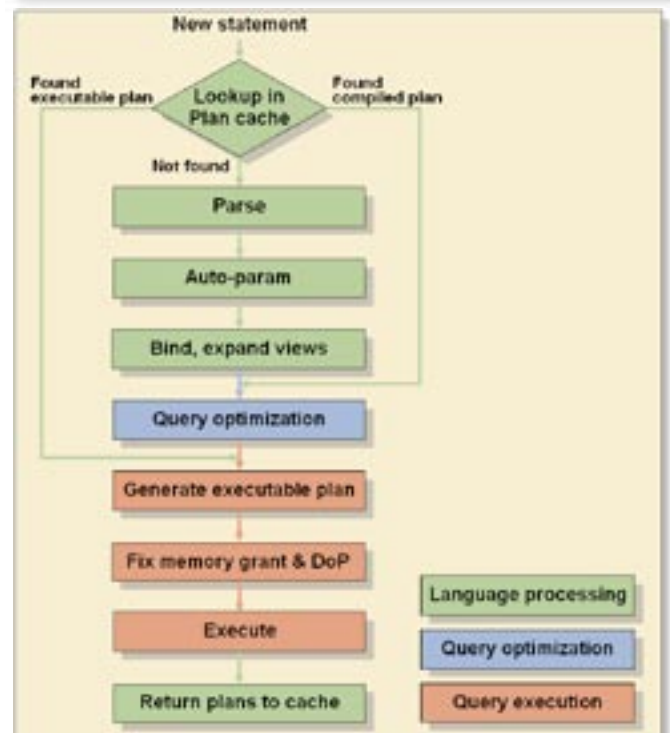 New statement
Found
executable plan
Lookup in
Plan cache
Found
compiled plan
Not found
Parse
Auto-param
Bind, expand views
Query optimization
Generate executable plan
Fix memory grant & DoP
Execute
Return plans to cache
Language processing
Query optimization
Query execution